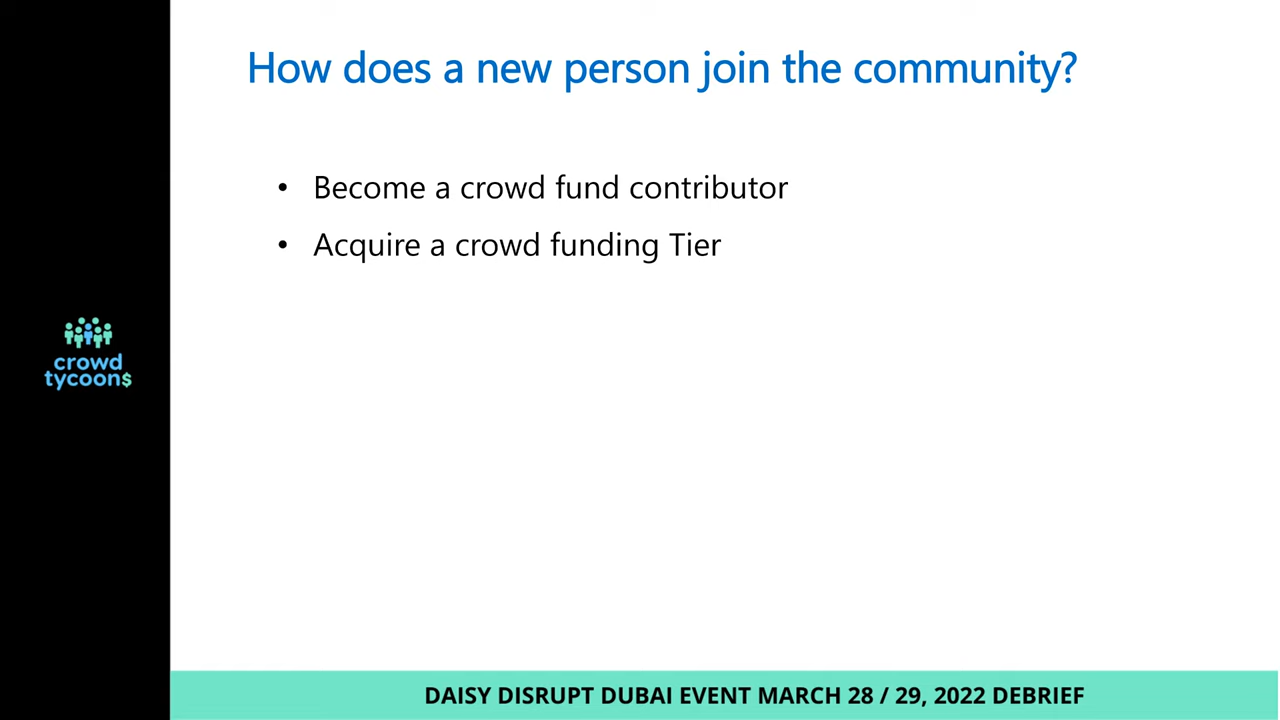 How does a new person join the community?
• Become a crowd fund contributor
• Acquire a crowd funding Tier
crowd
tycoon$
DAISY DISRUPT DUBAI EVENT MARCH 28 / 29, 2022 DEBRIEF